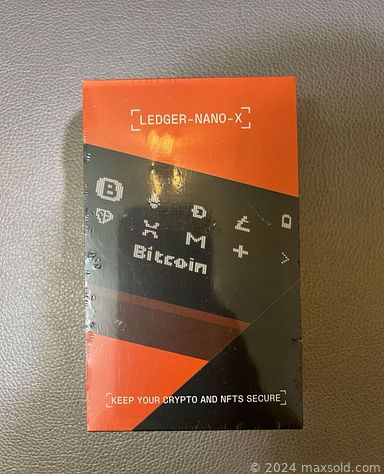 [LEDGER-NANO-X]
Bitcoin
[KEEP YOUR CRYPTO AND NFTS SECURE]
© 2024 maxsold.com